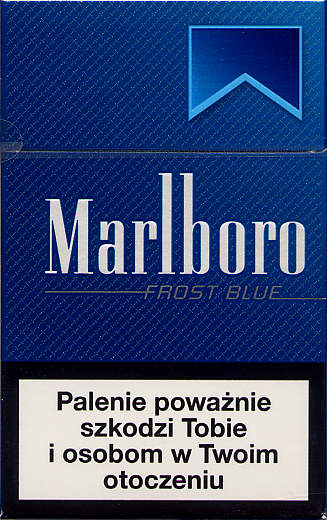 Marlboro
FROST BLUE
Palenie poważnie
szkodzi Tobie
i osobom w Twoim
otoczeniu